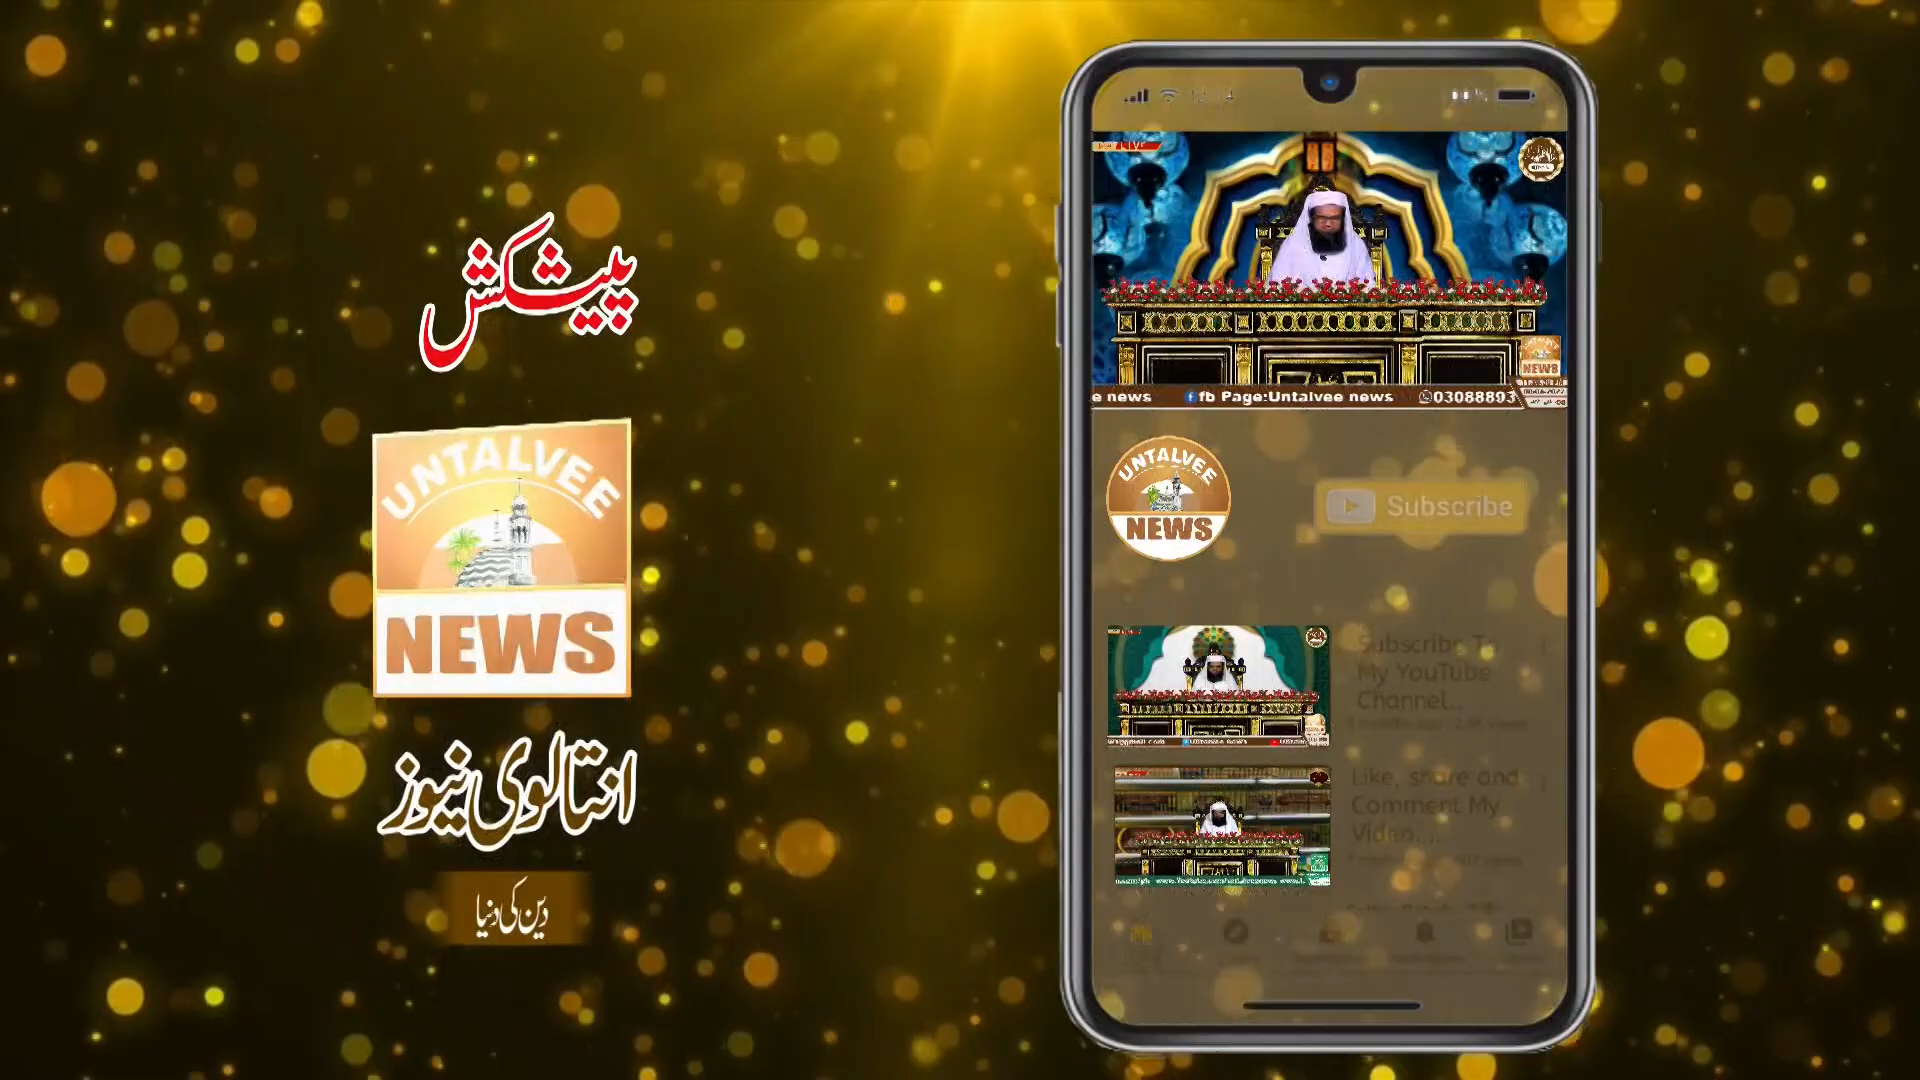 پیشکش
UNTALVEE
NEWS
انتالوی نیوز
دین کی دنیا
LIVE
NEWS
e news fb Page:Untalvee news 03088893
UNTALVEE
NEWS
Subscribe
Subscribe To
My YouTube
Channel..
Like, share and
Comment My
Video....